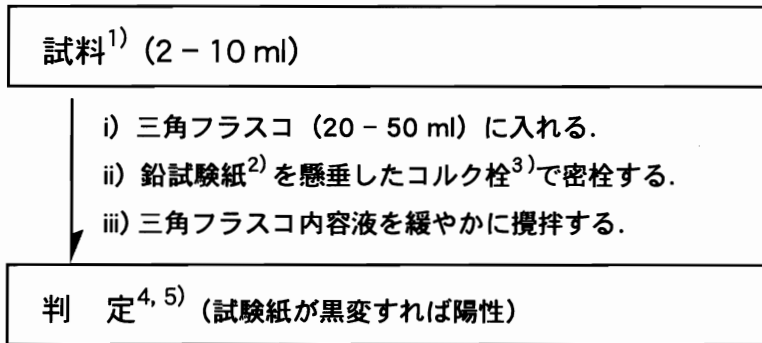 試料1) (2 – 10 ml)
i) 三角フラスコ (20 – 50 ml) に入れる.
ii) 鉛試験紙2) を懸垂したコルク栓3) で密栓する.
iii) 三角フラスコ内容液を緩やかに攪拌する.
判 定4, 5) (試験紙が黒変すれば陽性)